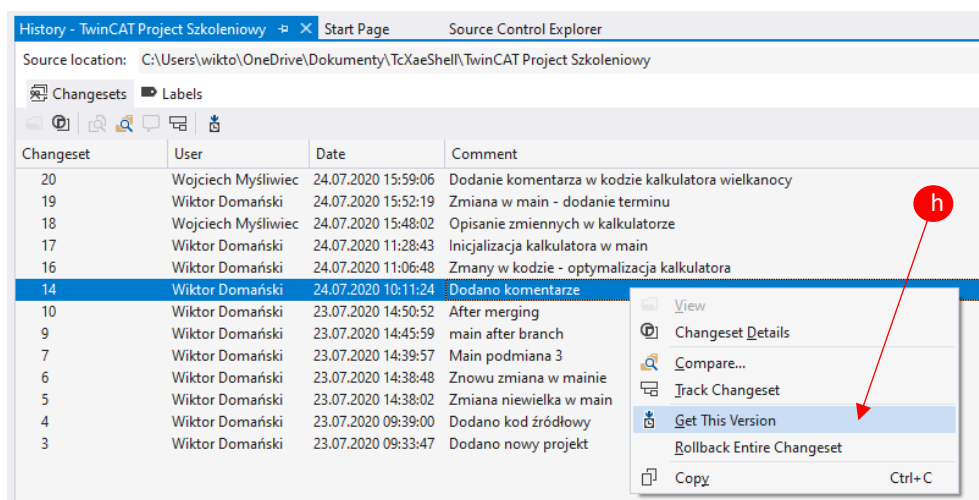 History - TwinCAT Project Szkoleniowy Start Page Source Control Explorer
Source location: C:\Users\wikto\OneDrive\Dokumenty\TcXaeShell\TwinCAT Project Szkoleniowy
Changesets Labels
Changeset User Date Comment
20 Wojciech Myśliwiec 24.07.2020 15:59:06 Dodanie komentarza w kodzie kalkulatora wielkanocy
19 Wiktor Domański 24.07.2020 15:52:19 Zmiana w main - dodanie terminu
h
18 Wojciech Myśliwiec 24.07.2020 15:48:02 Opisanie zmiennych w kalkulatorze
17 Wiktor Domański 24.07.2020 11:28:43 Inicjalizacja kalkulatora w main
16 Wiktor Domański 24.07.2020 11:06:48 Zmany w kodzie - optymalizacja kalkulatora
14 Wiktor Domański 24.07.2020 10:11:24 Dodano komentarze
10 Wiktor Domański 23.07.2020 14:50:52 After merging
9 Wiktor Domański 23.07.2020 14:45:59 main after branch
7 Wiktor Domański 23.07.2020 14:39:57 Main podmiana 3
6 Wiktor Domański 23.07.2020 14:38:48 Znowu zmiana w mainie
5 Wiktor Domański 23.07.2020 14:38:02 Zmiana niewielka w main
4 Wiktor Domański 23.07.2020 09:39:00 Dodano kod źródłowy
3 Wiktor Domański 23.07.2020 09:33:47 Dodano nowy projekt
View
Changeset Details
Compare...
Track Changeset
Get This Version
Rollback Entire Changeset
Copy Ctrl+C